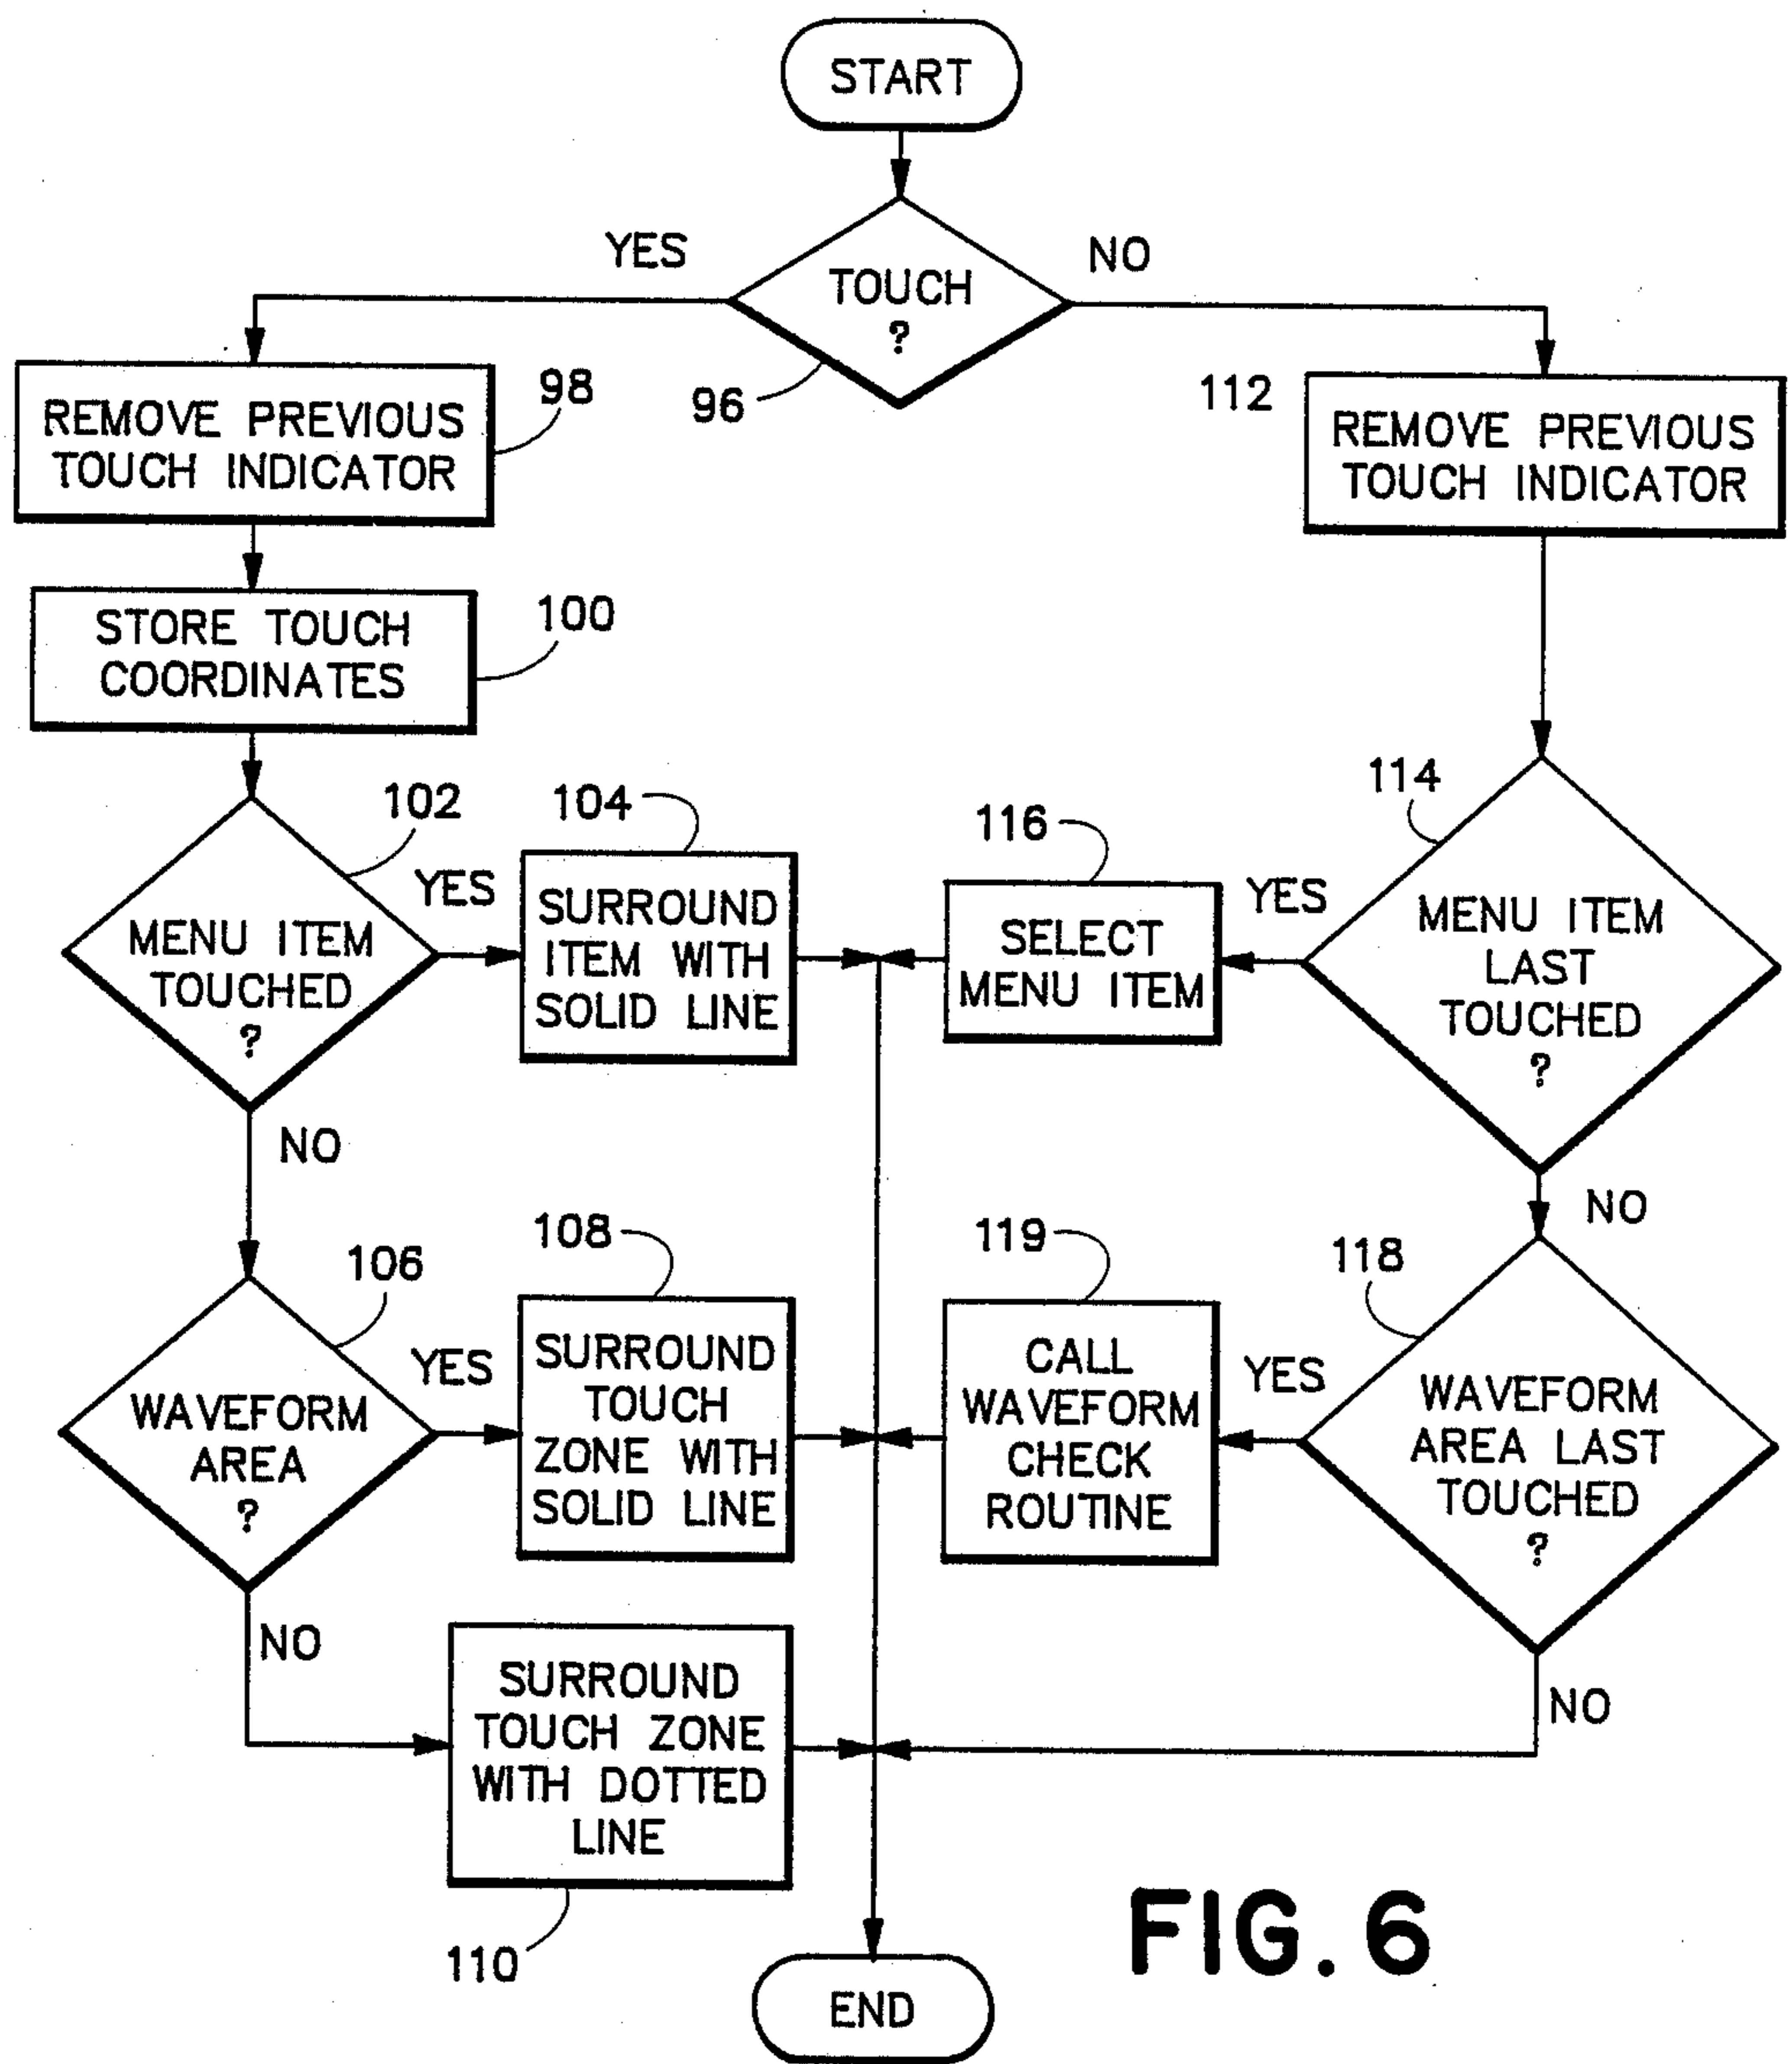 START
YES
NO
TOUCH
?
96
98
112
REMOVE PREVIOUS
TOUCH INDICATOR
REMOVE PREVIOUS
TOUCH INDICATOR
100
STORE TOUCH
COORDINATES
102
104
116
114
YES
SURROUND
ITEM WITH
SOLID LINE
MENU ITEM
TOUCHED
?
SELECT
MENU ITEM
YES
MENU ITEM
LAST
TOUCHED
?
NO
NO
106
108
119
118
YES
SURROUND
TOUCH
ZONE WITH
SOLID LINE
WAVEFORM
AREA
?
CALL
WAVEFORM
CHECK
ROUTINE
YES
WAVEFORM
AREA LAST
TOUCHED
?
NO
NO
SURROUND
TOUCH ZONE
WITH DOTTED
LINE
110
FIG. 6
END